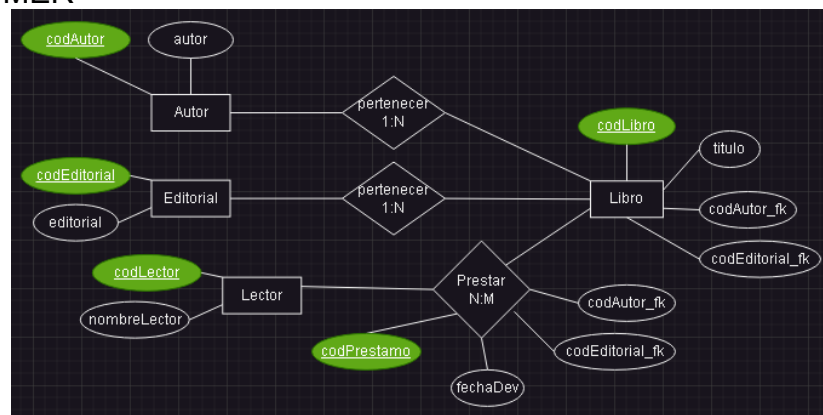 MER
codAutor
autor
Autor
pertenecer
1:N
codLibro
titulo
codEditorial
Editorial
pertenecer
1:N
Libro
codAutor_fk
editorial
codEditorial_fk
codLector
Lector
Prestar
N:M
codAutor_fk
nombreLector
codPrestamo
codEditorial_fk
fechaDev